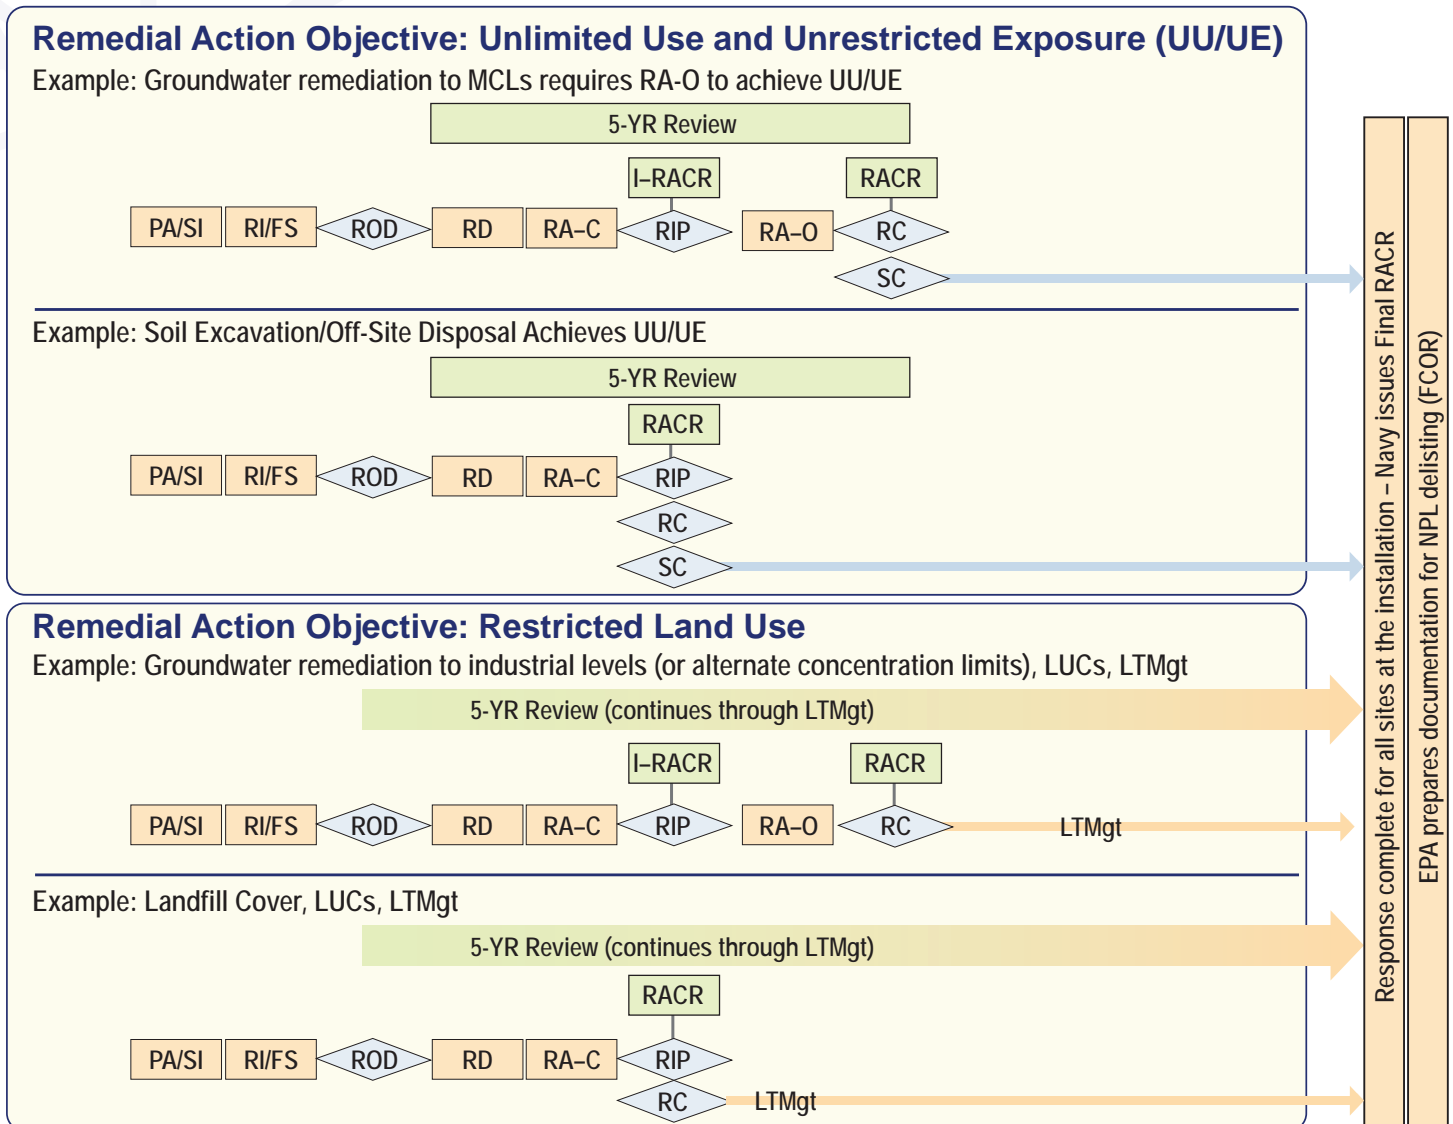 Remedial Action Objective: Unlimited Use and Unrestricted Exposure (UU/UE)
Example: Groundwater remediation to MCLs requires RA-O to achieve UU/UE
5-YR Review
I–RACR
RACR
PA/SI
RI/FS
ROD
RD
RA–C
RIP
RA–O
RC
SC
Example: Soil Excavation/Off-Site Disposal Achieves UU/UE
5-YR Review
RACR
PA/SI
RI/FS
ROD
RD
RA–C
RIP
RC
SC
Remedial Action Objective: Restricted Land Use
Example: Groundwater remediation to industrial levels (or alternate concentration limits), LUCs, LTMgt
5-YR Review (continues through LTMgt)
I–RACR
RACR
PA/SI
RI/FS
ROD
RD
RA–C
RIP
RA–O
RC
LTMgt
Example: Landfill Cover, LUCs, LTMgt
5-YR Review (continues through LTMgt)
RACR
PA/SI
RI/FS
ROD
RD
RA–C
RIP
RC
LTMgt
Response complete for all sites at the installation – Navy issues Final RACR
EPA prepares documentation for NPL delisting (FCOR)